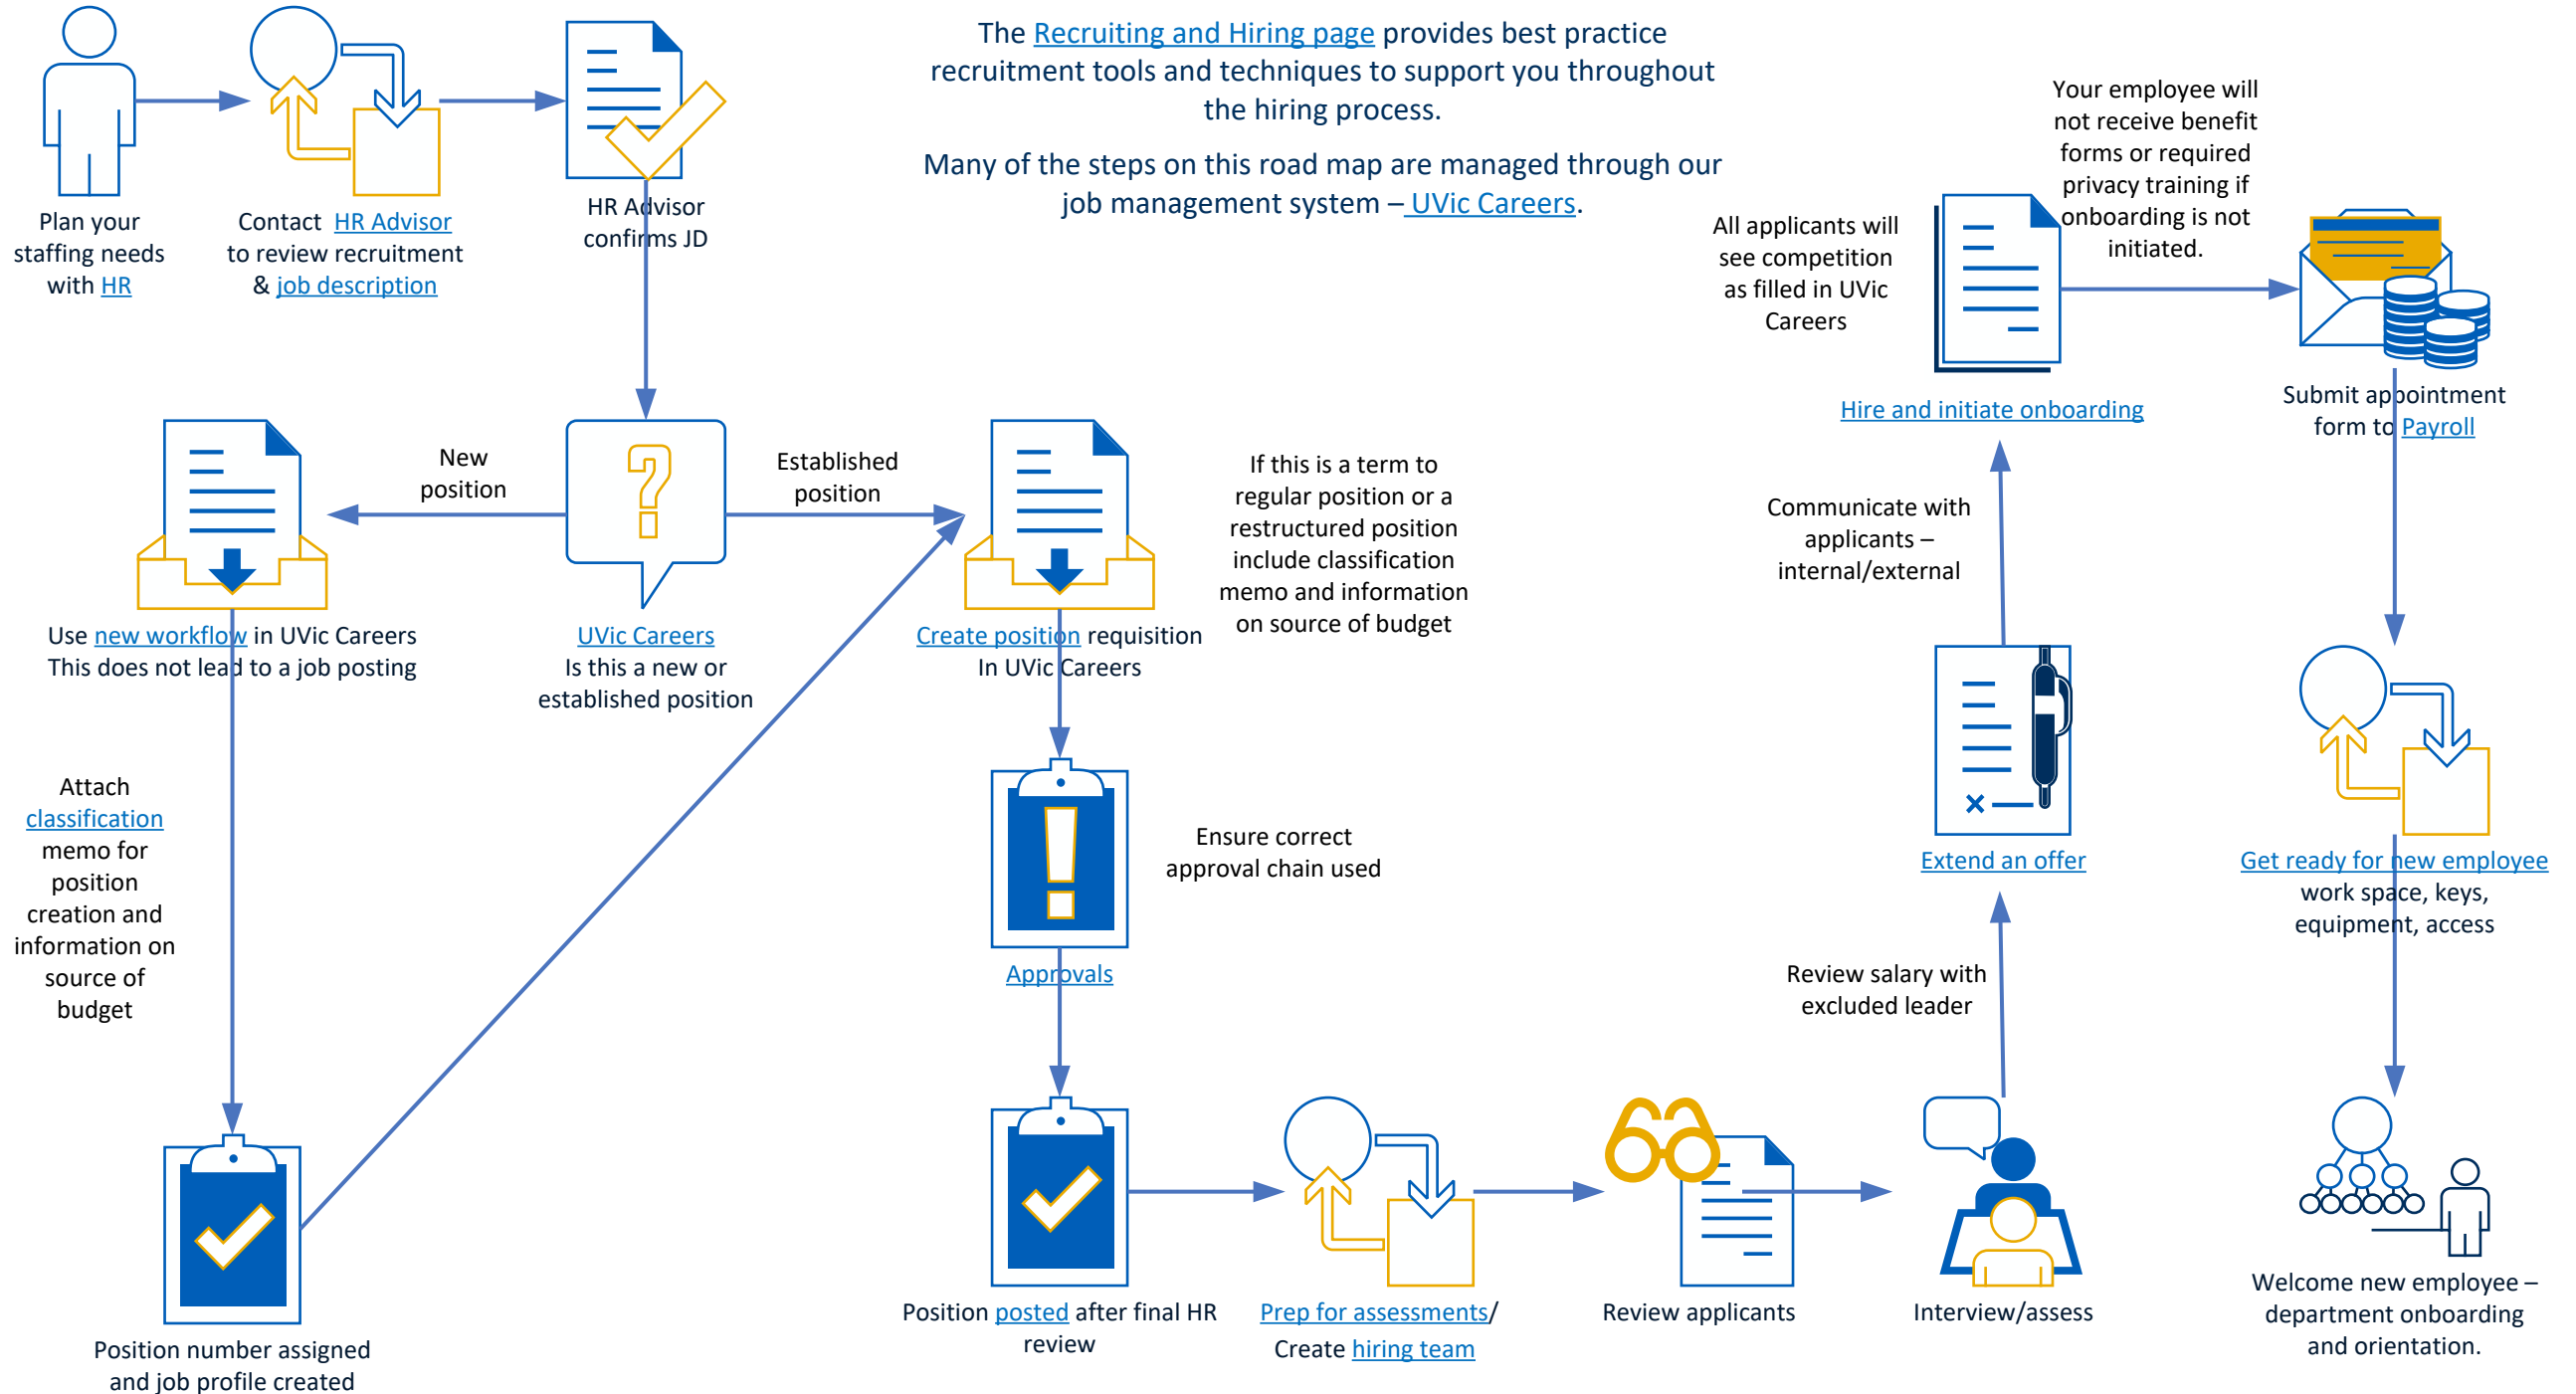 The Recruiting and Hiring page provides best practice
recruitment tools and techniques to support you throughout
the hiring process.
Many of the steps on this road map are managed through our
job management system – UVic Careers.
Plan your
staffing needs
with HR
Contact HR Advisor
to review recruitment
& job description
HR Advisor
confirms JD
UVic Careers
Is this a new or
established position
New
position
Use new workflow in UVic Careers
This does not lead to a job posting
Attach
classification
memo for
position
creation and
information on
source of
budget
Position number assigned
and job profile created
Established
position
Create position requisition
In UVic Careers
If this is a term to
regular position or a
restructured position
include classification
memo and information
on source of budget
Ensure correct
approval chain used
Approvals
Position posted after final HR
review
Prep for assessments/
Create hiring team
Review applicants
Interview/assess
Review salary with
excluded leader
Extend an offer
Communicate with
applicants –
internal/external
Hire and initiate onboarding
All applicants will
see competition
as filled in UVic
Careers
Your employee will
not receive benefit
forms or required
privacy training if
onboarding is not
initiated.
Submit appointment
form to Payroll
Get ready for new employee
work space, keys,
equipment, access
Welcome new employee –
department onboarding
and orientation.